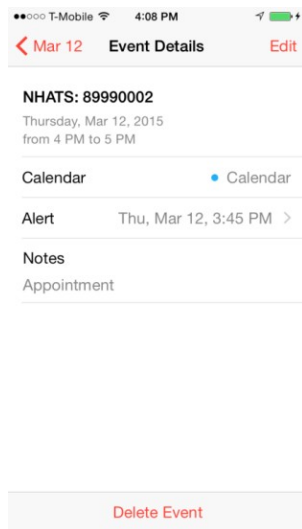 T-Mobile 4:08 PM
Mar 12 Event Details Edit
NHATS: 89990002
Thursday, Mar 12, 2015
from 4 PM to 5 PM
Calendar Calendar
Alert Thu, Mar 12, 3:45 PM
Notes
Appointment
Delete Event